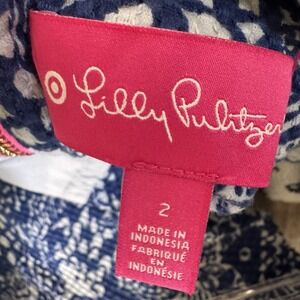 Lilly Pulitzer
2
MADE IN
INDONESIA
FABRIQUÉ
EN
INDONÉSIE